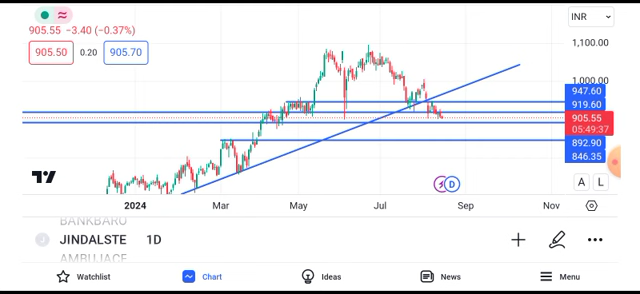 905.55 −3.40 (−0.37%)
INR
905.50 0.20 905.70
1,100.00
1,000.00
947.60
919.60
905.55
05:49:37
892.90
846.35
D
A L
2024 Mar May Jul Sep Nov
BANKBARO
J JINDALSTE 1D
AMBUJACE
Watchlist Chart Ideas News Menu